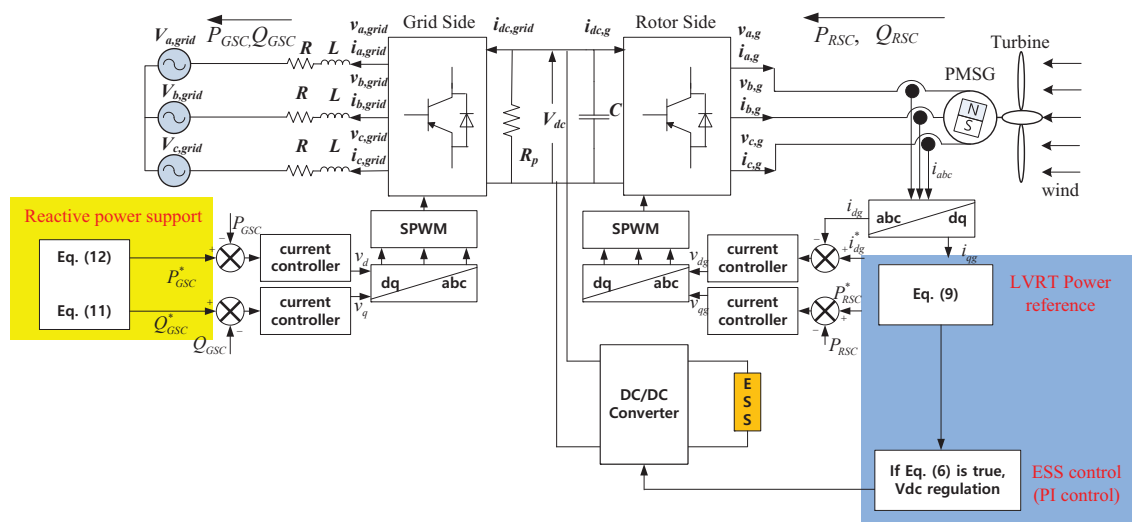 Grid Side
Rotor Side
P_GSC, Q_GSC
P_RSC, Q_RSC
Turbine
PMSG
wind
V_a,grid
V_b,grid
V_c,grid
R L
R L
R L
v_a,grid
i_a,grid
v_b,grid
i_b,grid
v_c,grid
i_c,grid
i_dc,grid
i_dc,g
R_p
V_dc
C
v_a,g
i_a,g
v_b,g
i_b,g
v_c,g
i_c,g
N
S
i_abc
abc
dq
i_dg
i*_dg
i_qg
Reactive power support
Eq. (12)
Eq. (11)
P*_GSC
Q*_GSC
P_GSC
Q_GSC
−
+
+
−
current
controller
current
controller
v_d
v_q
dq
abc
SPWM
SPWM
dq
abc
v_dg
v_qg
current
controller
current
controller
−
+
P*_RSC
+
−
P_RSC
Eq. (9)
LVRT Power
reference
DC/DC
Converter
E
S
S
If Eq. (6) is true,
Vdc regulation
ESS control
(PI control)